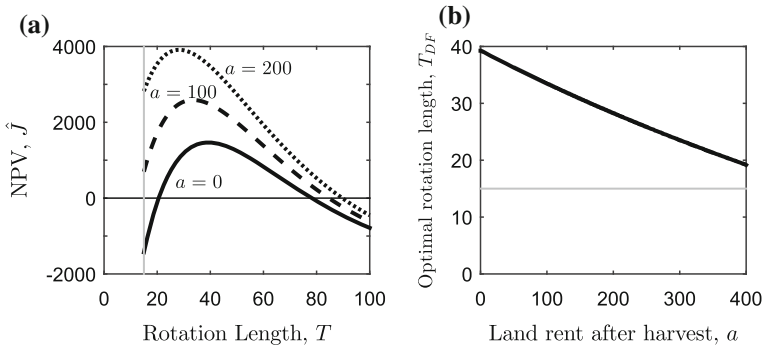 (a)
NPV, Ĵ
4000
2000
0
-2000
a = 200
a = 100
a = 0
0 20 40 60 80 100
Rotation Length, T
(b)
Optimal rotation length, T_DF
40
30
20
15
10
0
0 100 200 300 400
Land rent after harvest, a